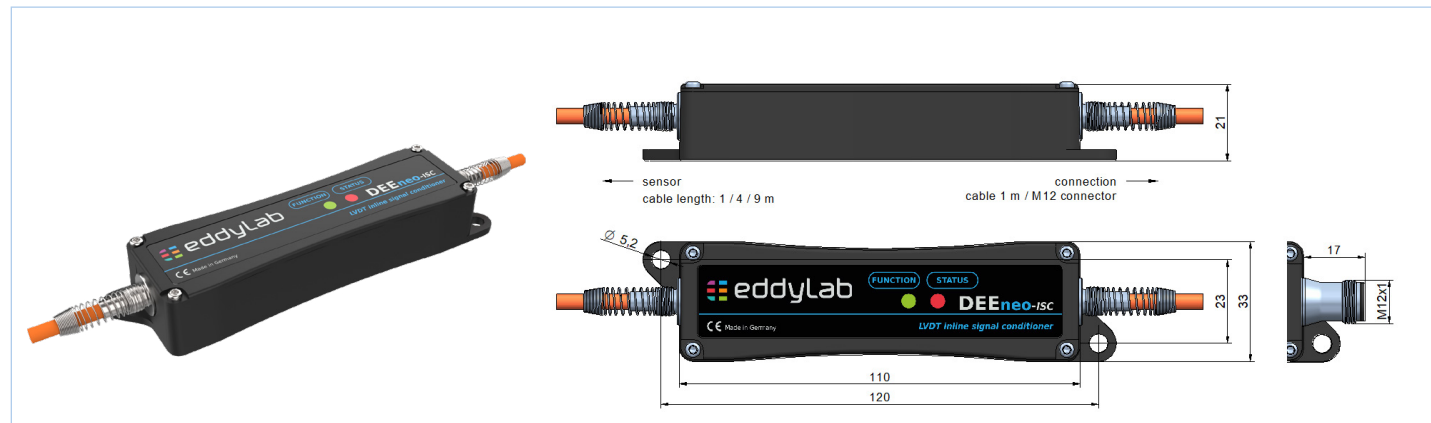 FUNCTION STATUS
DEEneo-ISC
eddylab
LVDT inline signal conditioner
CE Made in Germany
21
sensor
cable length: 1 / 4 / 9 m
connection
cable 1 m / M12 connector
Ø 5,2
FUNCTION STATUS
eddylab
DEEneo-ISC
CE Made in Germany
LVDT inline signal conditioner
23
33
110
120
17
M12x1